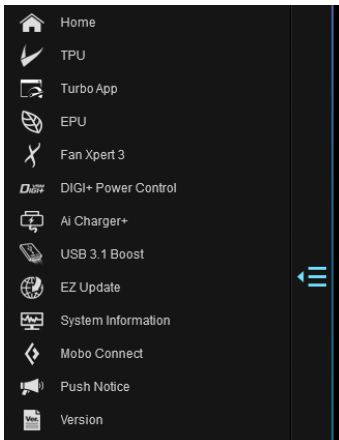 Home
TPU
Turbo App
EPU
Fan Xpert 3
DIGI+ Power Control
Ai Charger+
USB 3.1 Boost
EZ Update
System Information
Mobo Connect
Push Notice
Ver. Version